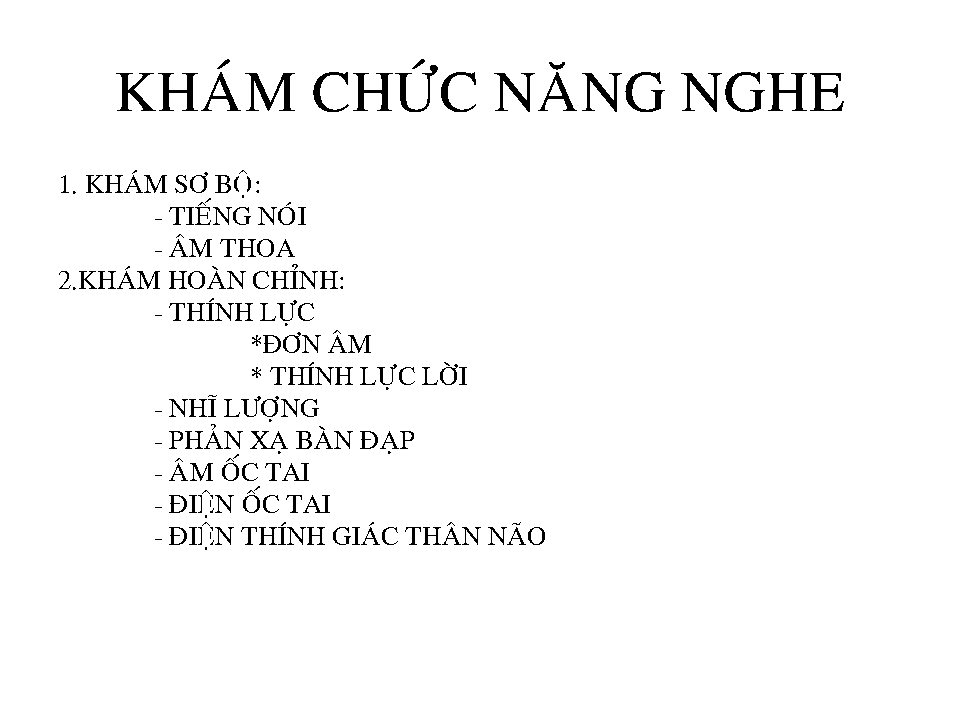 KHÁM CHỨC NĂNG NGHE
1. KHÁM SƠ BỘ:
- TIẾNG NÓI
- ÂM THOA
2.KHÁM HOÀN CHỈNH:
- THÍNH LỰC
*ĐƠN ÂM
* THÍNH LỰC LỜI
- NHĨ LƯỢNG
- PHẢN XẠ BÀN ĐẠP
- ÂM ỐC TAI
- ĐIỆN ỐC TAI
- ĐIỆN THÍNH GIÁC THÂN NÃO